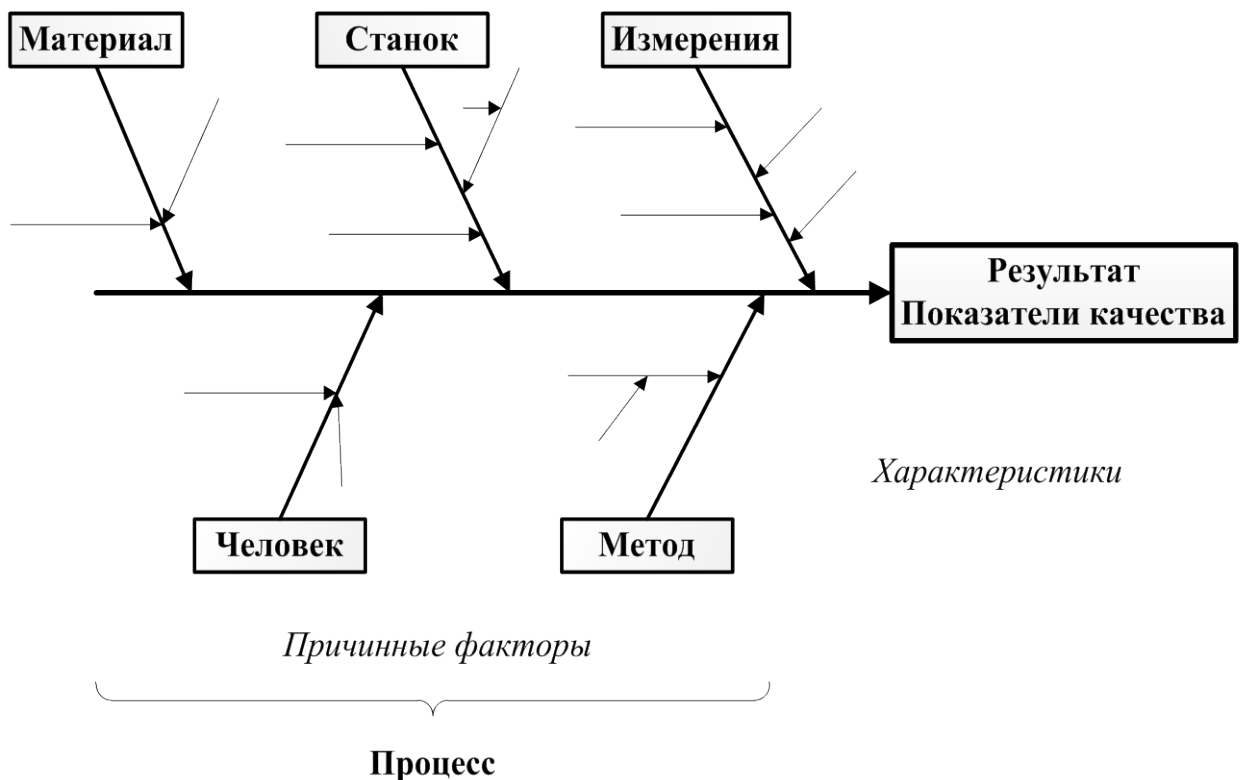 Материал
Станок
Измерения
Результат
Показатели качества
Характеристики
Человек
Метод
Причинные факторы
Процесс